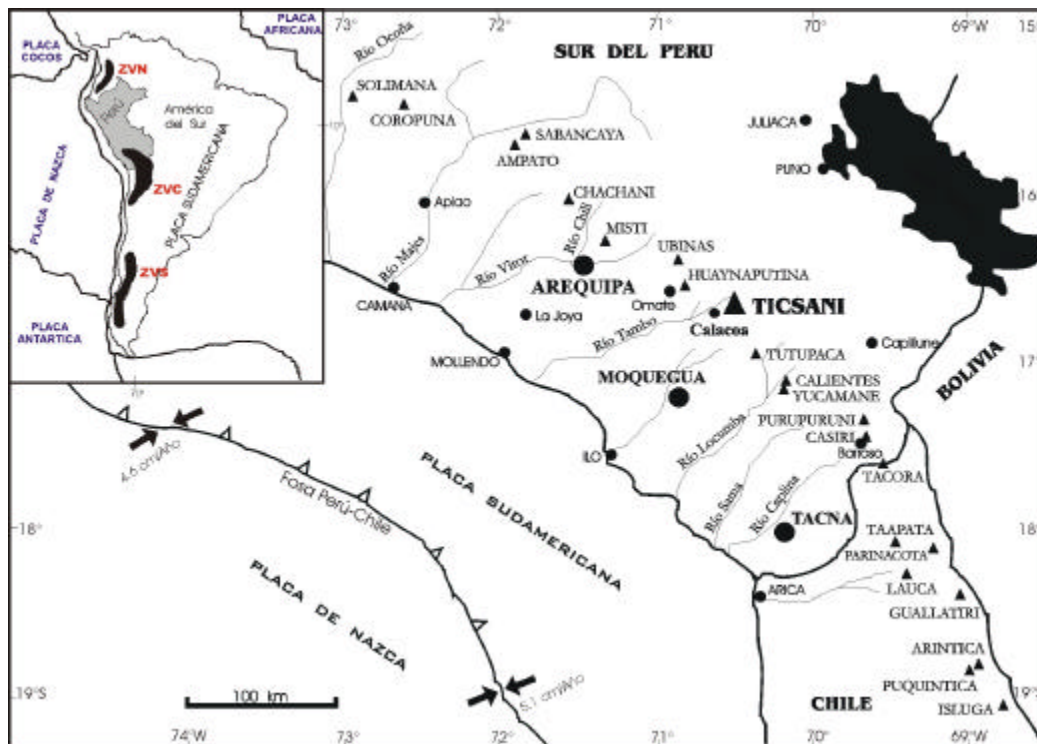 PLACA
AFRICANA
PLACA
COCOS
ZVN
Perú
América
del Sur
PLACA DE NAZCA
PLACA SUDAMERICANA
ZVC
ZVS
PLACA
ANTARTICA
70°
73°
72°
71°
70°
69°W
15°
Río Ocoña
SUR DEL PERU
SOLIMANA
COROPUNA
SABANCAYA
AMPATO
JULIACA
PUNO
16°
CHACHANI
Aplao
Río Chili
MISTI
Río Majes
Río Vitor
UBINAS
AREQUIPA
HUAYNAPUTINA
CAMANA
Omate
TICSANI
La Joya
Calacoa
Río Tambo
Capillune
MOLLENDO
TUTUPACA
17°
BOLIVIA
MOQUEGUA
CALIENTES
YUCAMANE
PURUPURUNI
4.6 cm/Año
Río Locumba
CASIRI
Barroso
ILO
TACORA
Fosa Perú-Chile
PLACA SUDAMERICANA
Río Sama
Río Caplina
TACNA
18°
18°
TAAPATA
PARINACOTA
PLACA DE NAZCA
ARICA
LAUCA
GUALLATIRI
ARINTICA
19°S
100 km
5.1 cm/Año
CHILE
PUQUINTICA
19°S
ISLUGA
74°W
73°
72°
71°
70°
69°W